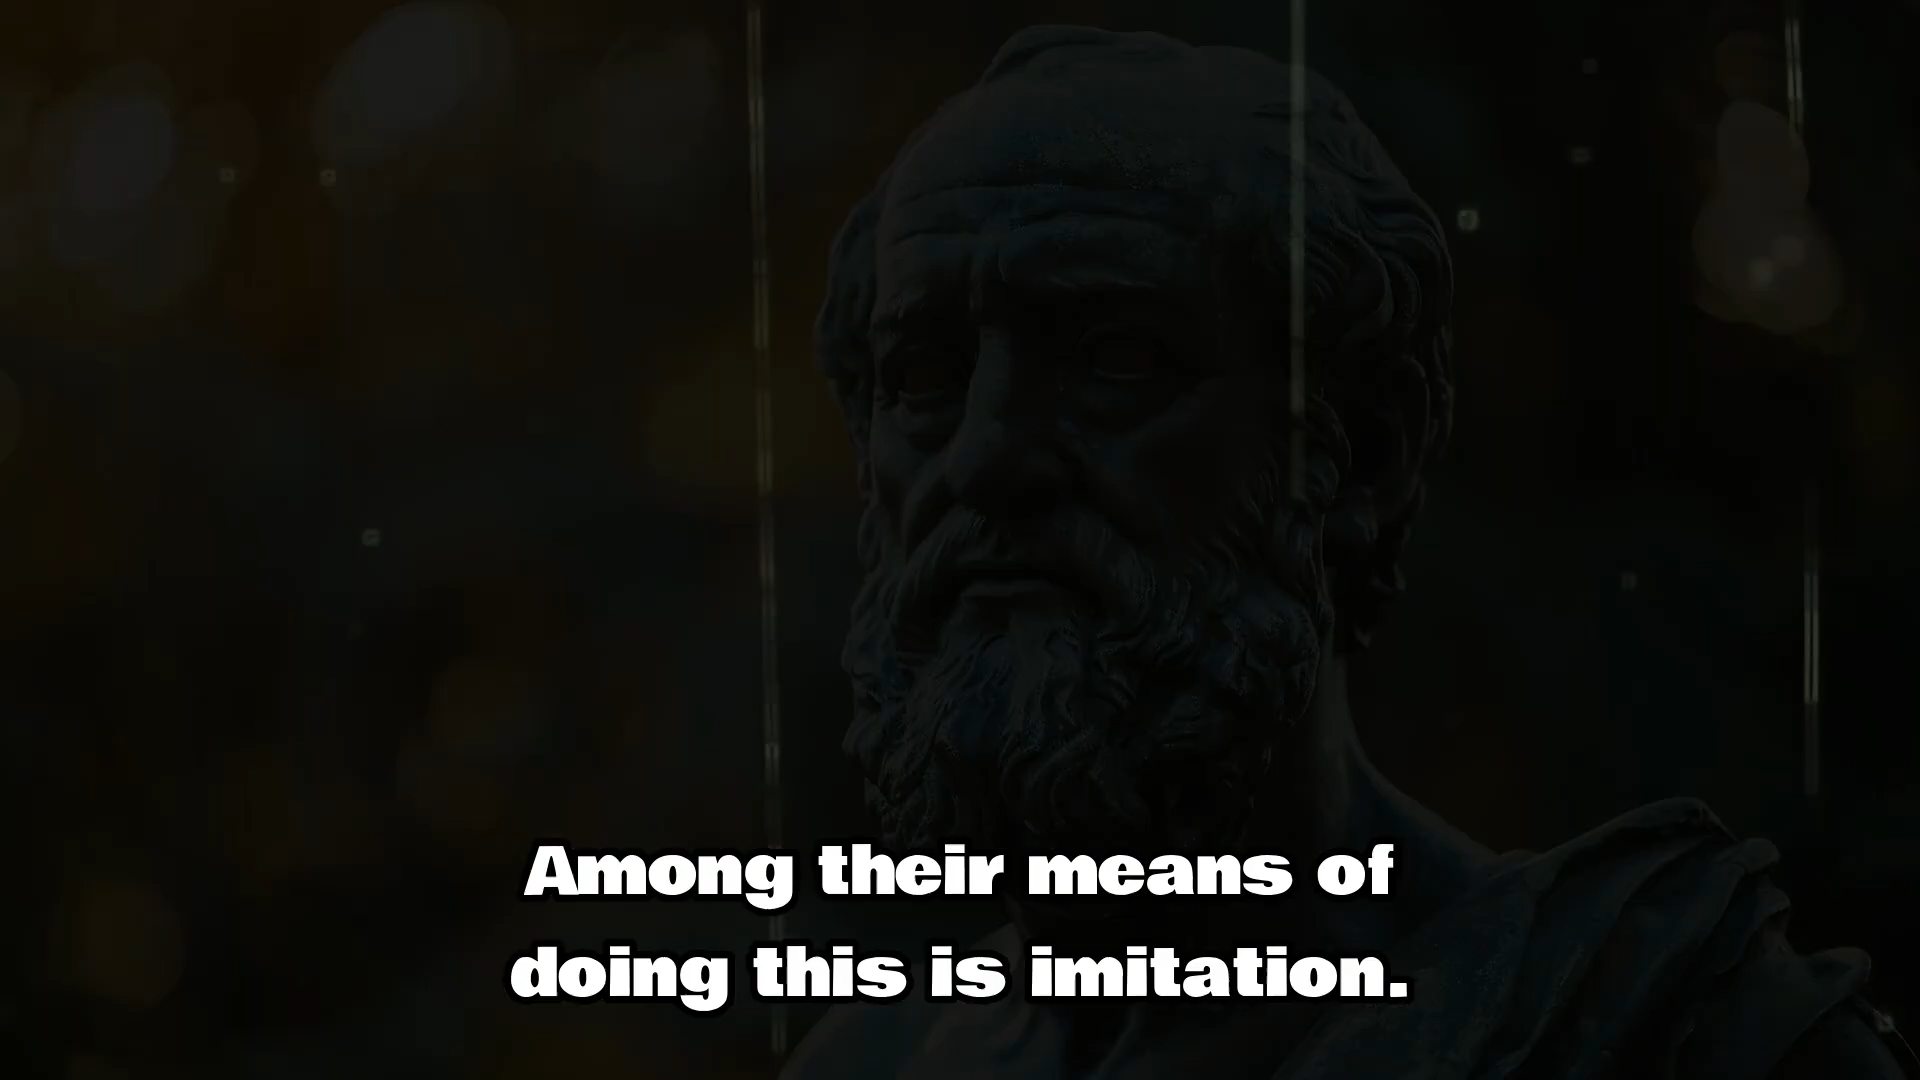 Among their means of
doing this is imitation.